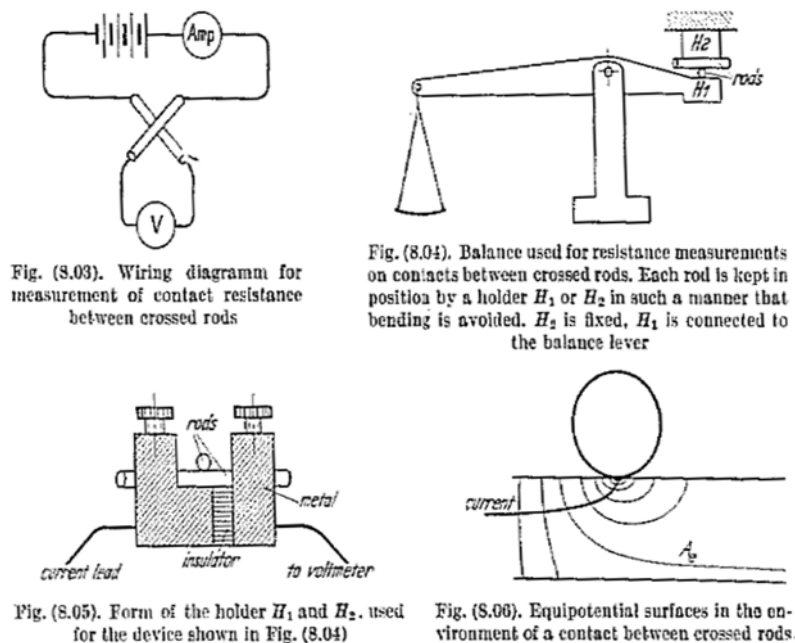 Amp
V
Fig. (8.03). Wiring diagramm for
measurement of contact resistance
between crossed rods
H2
rods
H1
Fig. (8.04). Balance used for resistance measurements
on contacts between crossed rods. Each rod is kept in
position by a holder H₁ or H₂ in such a manner that
bending is avoided. H₂ is fixed, H₁ is connected to
the balance lever
rods
metal
insulator
current lead
to voltmeter
Fig. (8.05). Form of the holder H₁ and H₂, used
for the device shown in Fig. (8.04)
current
Fig. (8.06). Equipotential surfaces in the en-
vironment of a contact between crossed rods